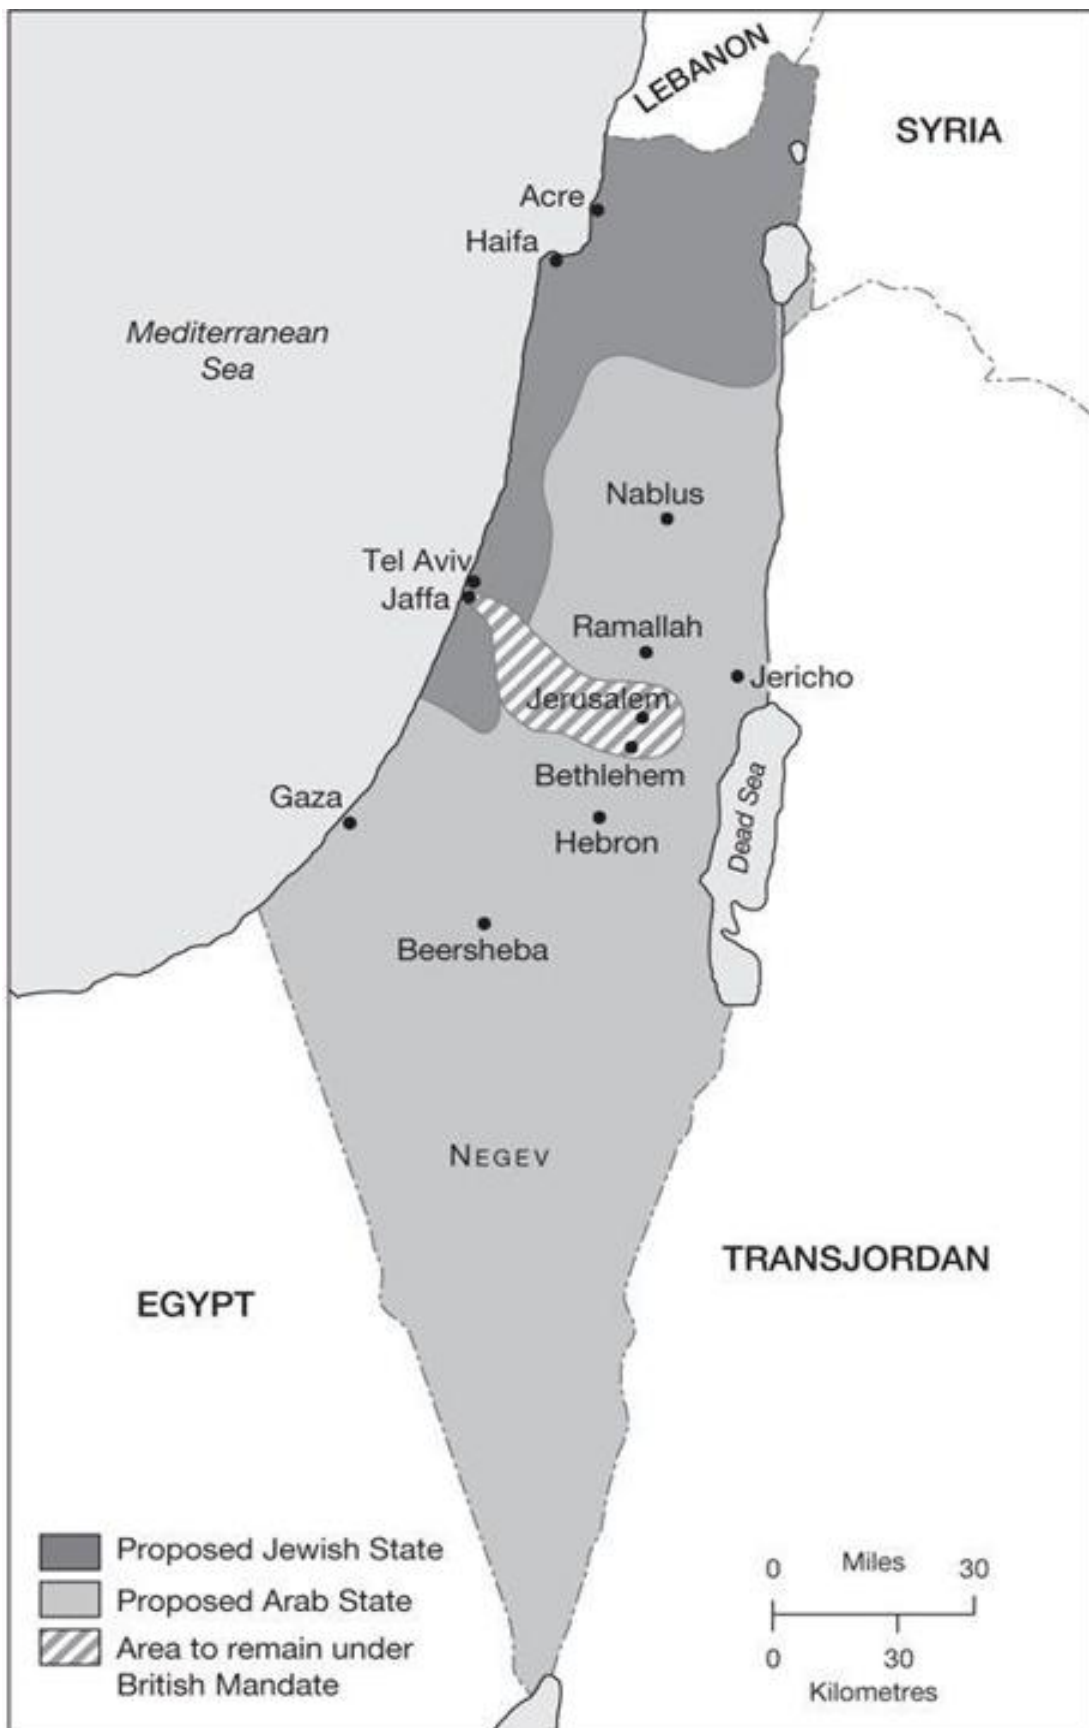 LEBANON
SYRIA
Acre
Haifa
Mediterranean
Sea
Nablus
Tel Aviv
Jaffa
Ramallah
Jericho
Jerusalem
Bethlehem
Dead Sea
Gaza
Hebron
Beersheba
NEGEV
TRANSJORDAN
EGYPT
Proposed Jewish State
Proposed Arab State
Area to remain under
British Mandate
0 Miles 30
0 30
Kilometres